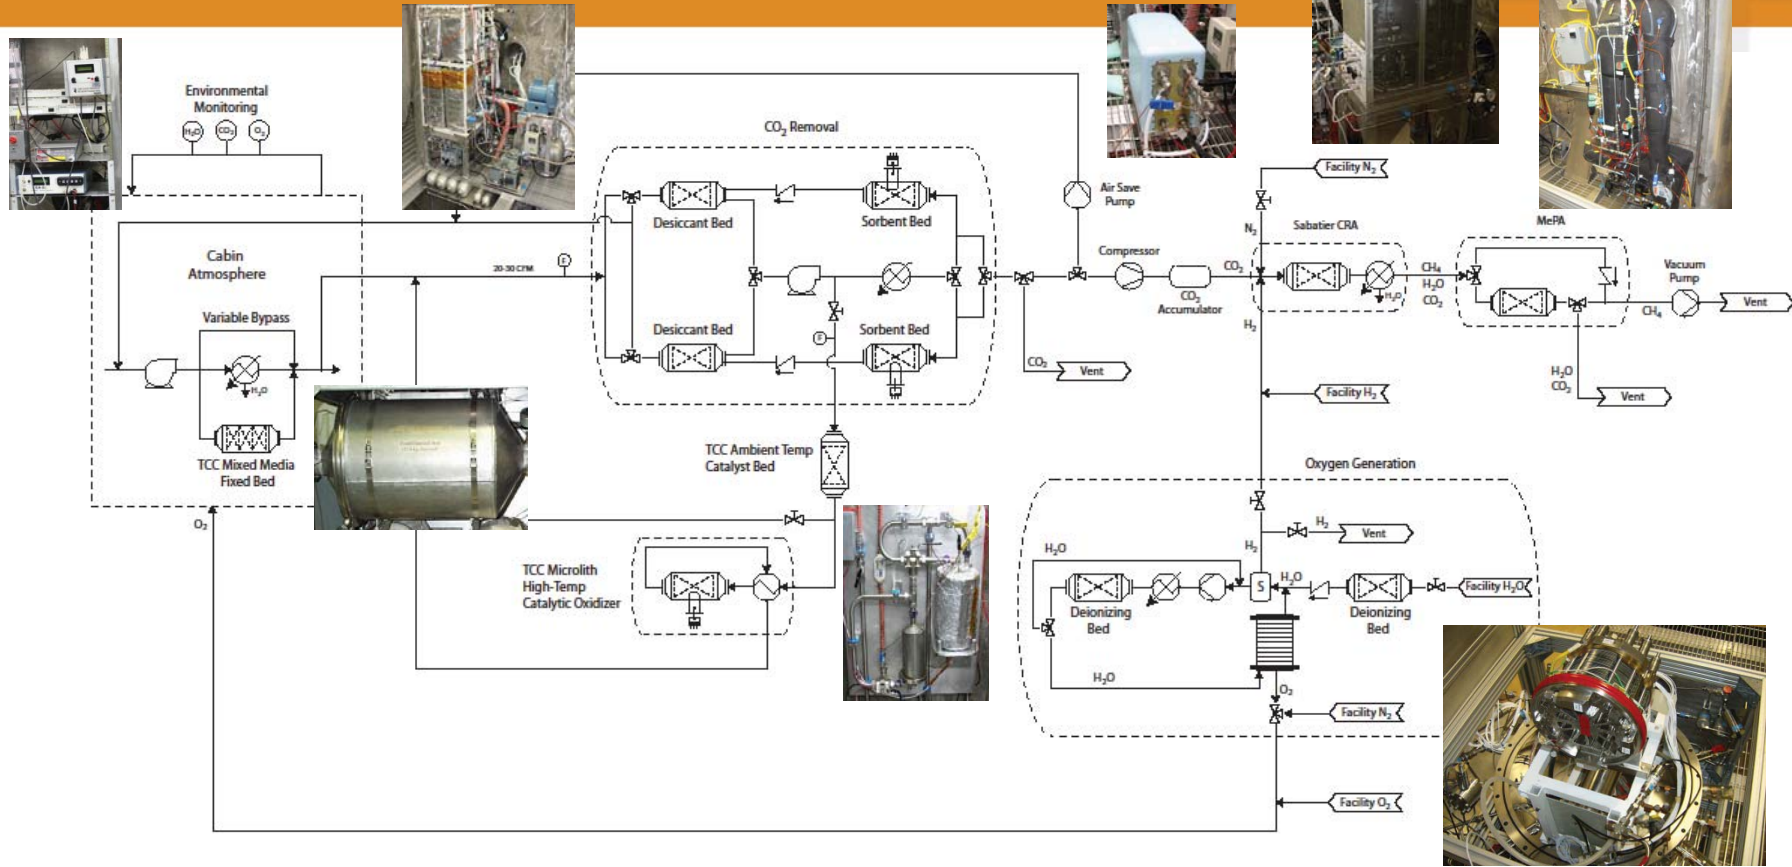 Environmental
Monitoring
H₂O
CO₂
O₂
CO₂ Removal
Desiccant Bed
Sorbent Bed
Desiccant Bed
Sorbent Bed
20-30 CFM
F
F
Cabin
Atmosphere
Variable Bypass
H₂O
TCC Mixed Media
Fixed Bed
O₂
TCC Ambient Temp
Catalyst Bed
TCC Microlith
High-Temp
Catalytic Oxidizer
Air Save
Pump
Compressor
CO₂
Accumulator
CO₂
Vent
CO₂
Facility N₂
N₂
Sabatier CRA
H₂O
H₂
CH₄
H₂O
CO₂
MePA
CH₄
Vacuum
Pump
Vent
H₂O
CO₂
Vent
Facility H₂
Oxygen Generation
H₂
Vent
H₂
H₂O
S
H₂O
Facility H₂O
Deionizing
Bed
Deionizing
Bed
H₂O
O₂
Facility N₂
Facility O₂